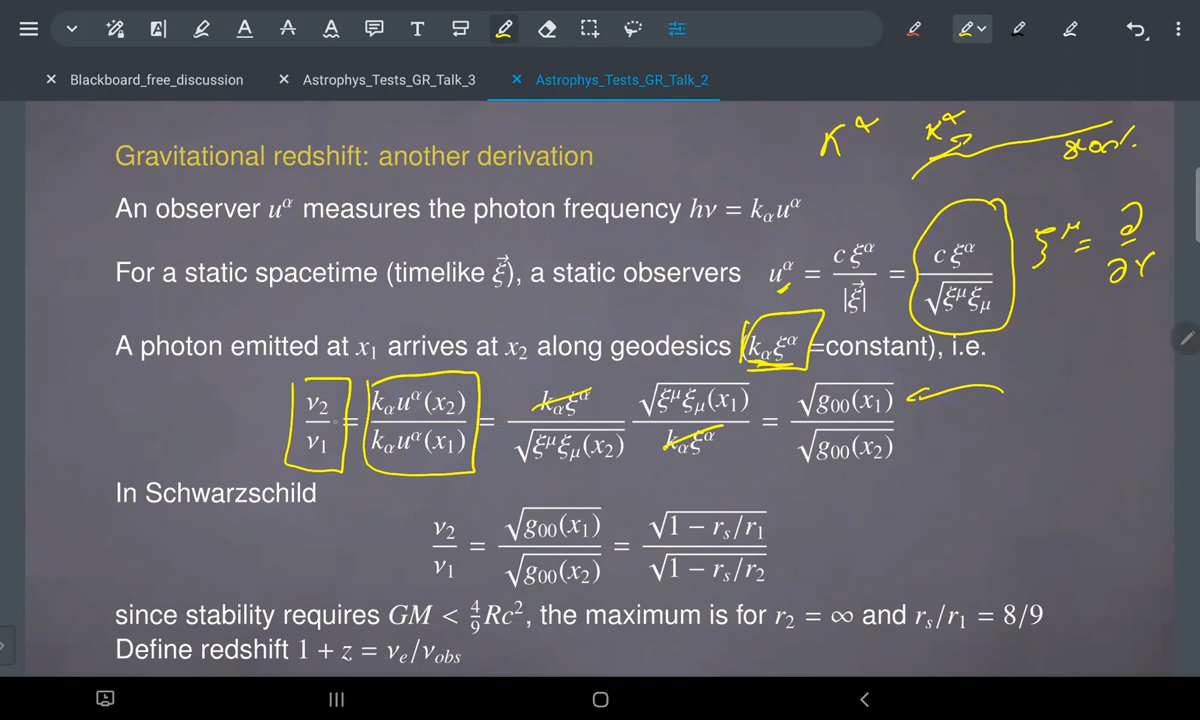 Blackboard_free_discussion Astrophys_Tests_GR_Talk_3 Astrophys_Tests_GR_Talk_2
Gravitational redshift: another derivation
K^α K^α
An observer u^α measures the photon frequency hν = k_α u^α
For a static spacetime (timelike ξ⃗), a static observers u^α = c ξ^α / |ξ⃗| = c ξ^α / √(ξ^μ ξ_μ) ξ^μ = ∂/∂r
A photon emitted at x₁ arrives at x₂ along geodesics (k_α ξ^α =constant), i.e.
ν₂/ν₁ = k_α u^α(x₂) / k_α u^α(x₁) = k_α ξ^α / √(ξ^μ ξ_μ(x₂)) √(ξ^μ ξ_μ(x₁)) / k_α ξ^α = √(g₀₀(x₁)) / √(g₀₀(x₂))
In Schwarzschild
ν₂/ν₁ = √(g₀₀(x₁)) / √(g₀₀(x₂)) = √(1 − r_s/r₁) / √(1 − r_s/r₂)
since stability requires GM < 4/9 Rc², the maximum is for r₂ = ∞ and r_s/r₁ = 8/9
Define redshift 1 + z = ν_e/ν_obs